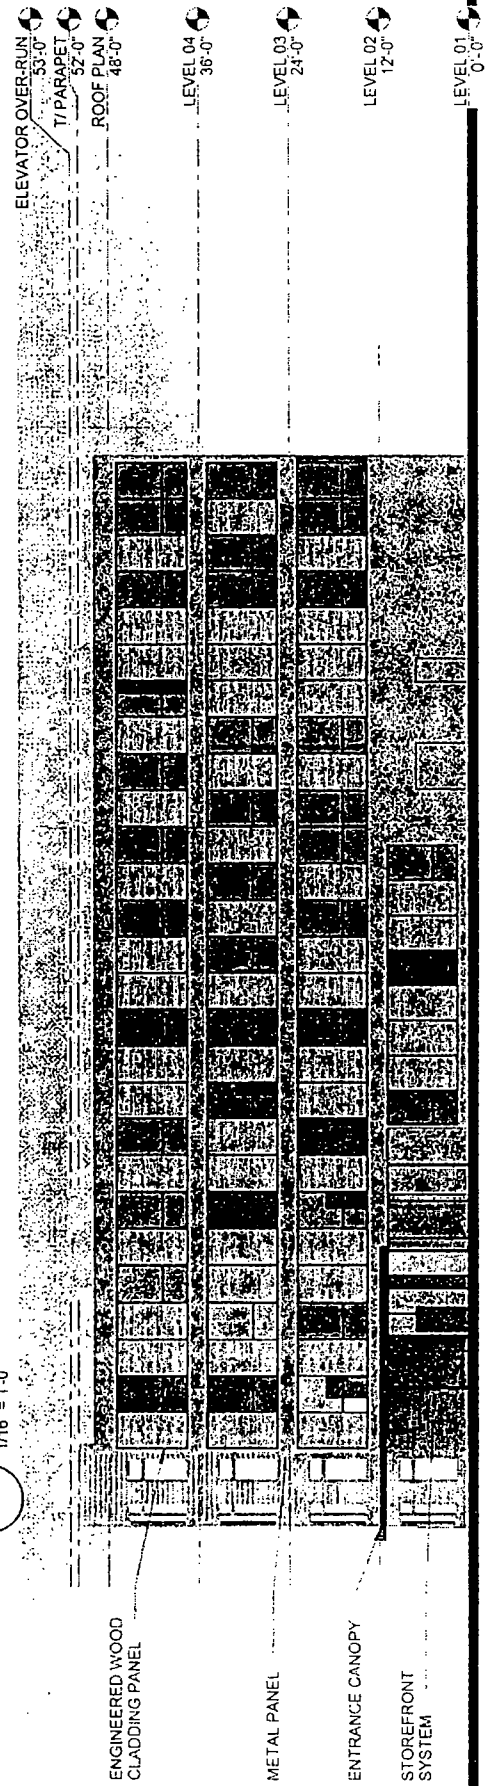 1/16" = 1'-0"
ELEVATOR OVER-RUN
53'-0"
T/ PARAPET
52'-0"
ROOF PLAN
48'-0"
LEVEL 04
36'-0"
LEVEL 03
24'-0"
LEVEL 02
12'-0"
LEVEL 01
0'-0"
ENGINEERED WOOD
CLADDING PANEL
METAL PANEL
ENTRANCE CANOPY
STOREFRONT
SYSTEM